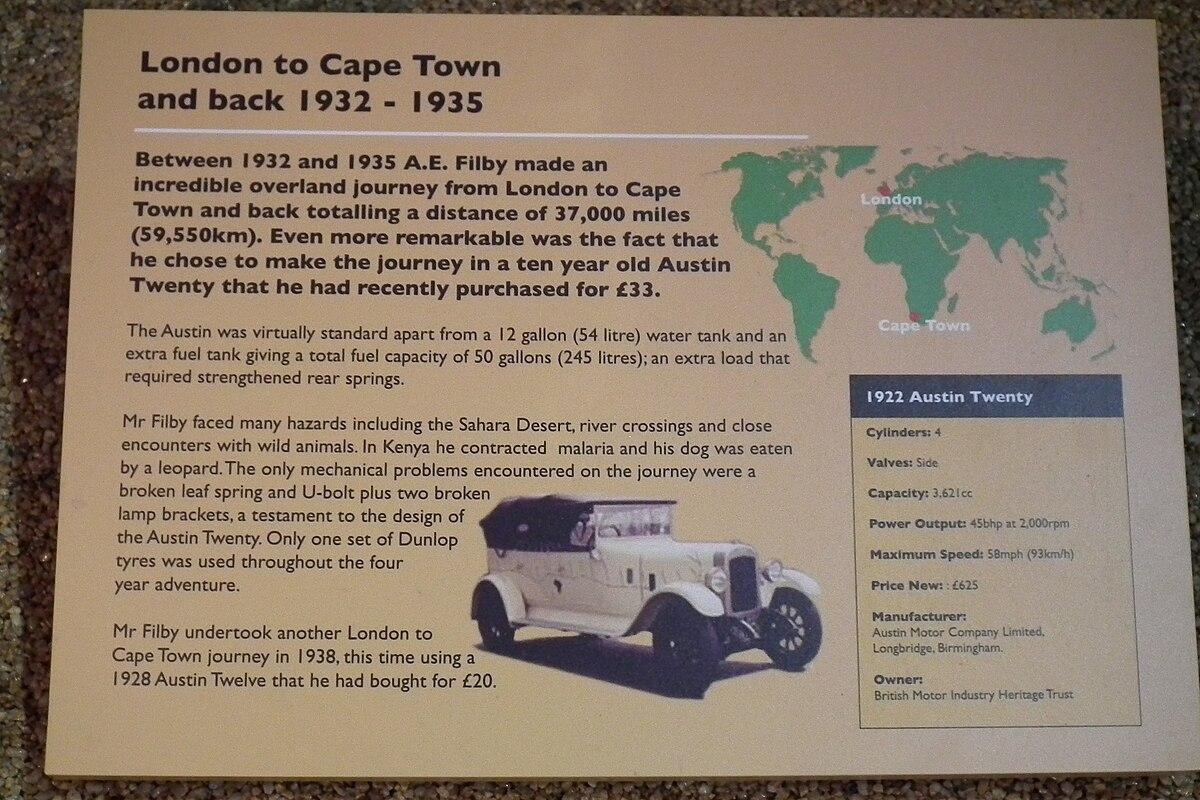 London to Cape Town
and back 1932 - 1935
Between 1932 and 1935 A.E. Filby made an
incredible overland journey from London to Cape
Town and back totalling a distance of 37,000 miles
(59,550km). Even more remarkable was the fact that
he chose to make the journey in a ten year old Austin
Twenty that he had recently purchased for £33.
The Austin was virtually standard apart from a 12 gallon (54 litre) water tank and an
extra fuel tank giving a total fuel capacity of 50 gallons (245 litres); an extra load that
required strengthened rear springs.
Mr Filby faced many hazards including the Sahara Desert, river crossings and close
encounters with wild animals. In Kenya he contracted malaria and his dog was eaten
by a leopard. The only mechanical problems encountered on the journey were a
broken leaf spring and U-bolt plus two broken
lamp brackets, a testament to the design of
the Austin Twenty. Only one set of Dunlop
tyres was used throughout the four
year adventure.
Mr Filby undertook another London to
Cape Town journey in 1938, this time using a
1928 Austin Twelve that he had bought for £20.
London
Cape Town
1922 Austin Twenty
Cylinders: 4
Valves: Side
Capacity: 3,621cc
Power Output: 45bhp at 2,000rpm
Maximum Speed: 58mph (93km/h)
Price New: : £625
Manufacturer:
Austin Motor Company Limited,
Longbridge, Birmingham.
Owner:
British Motor Industry Heritage Trust